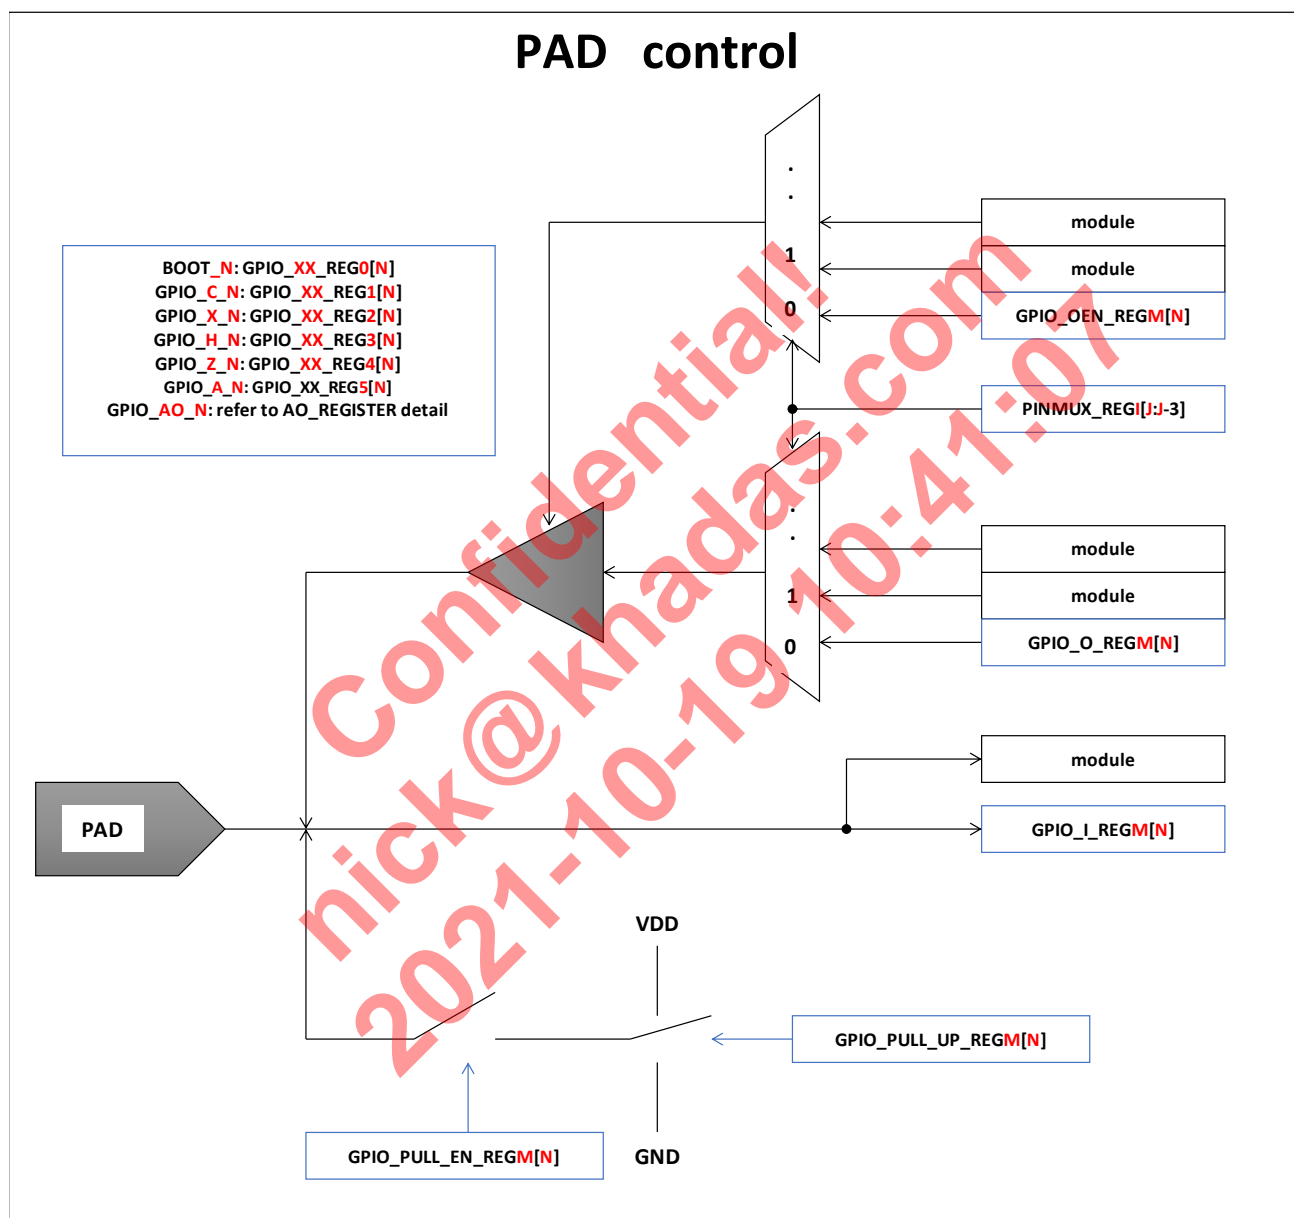 PAD control
.
.
1
0
module
module
GPIO_OEN_REGM[N]
BOOT_N: GPIO_XX_REG0[N]
GPIO_C_N: GPIO_XX_REG1[N]
GPIO_X_N: GPIO_XX_REG2[N]
GPIO_H_N: GPIO_XX_REG3[N]
GPIO_Z_N: GPIO_XX_REG4[N]
GPIO_A_N: GPIO_XX_REG5[N]
GPIO_AO_N: refer to AO_REGISTER detail
PINMUX_REGI[J:J-3]
.
.
1
0
module
module
GPIO_O_REGM[N]
module
PAD
GPIO_I_REGM[N]
VDD
GPIO_PULL_UP_REGM[N]
GPIO_PULL_EN_REGM[N]
GND
Confidential!
nick@khadas.com
2021-10-19 10:41:07